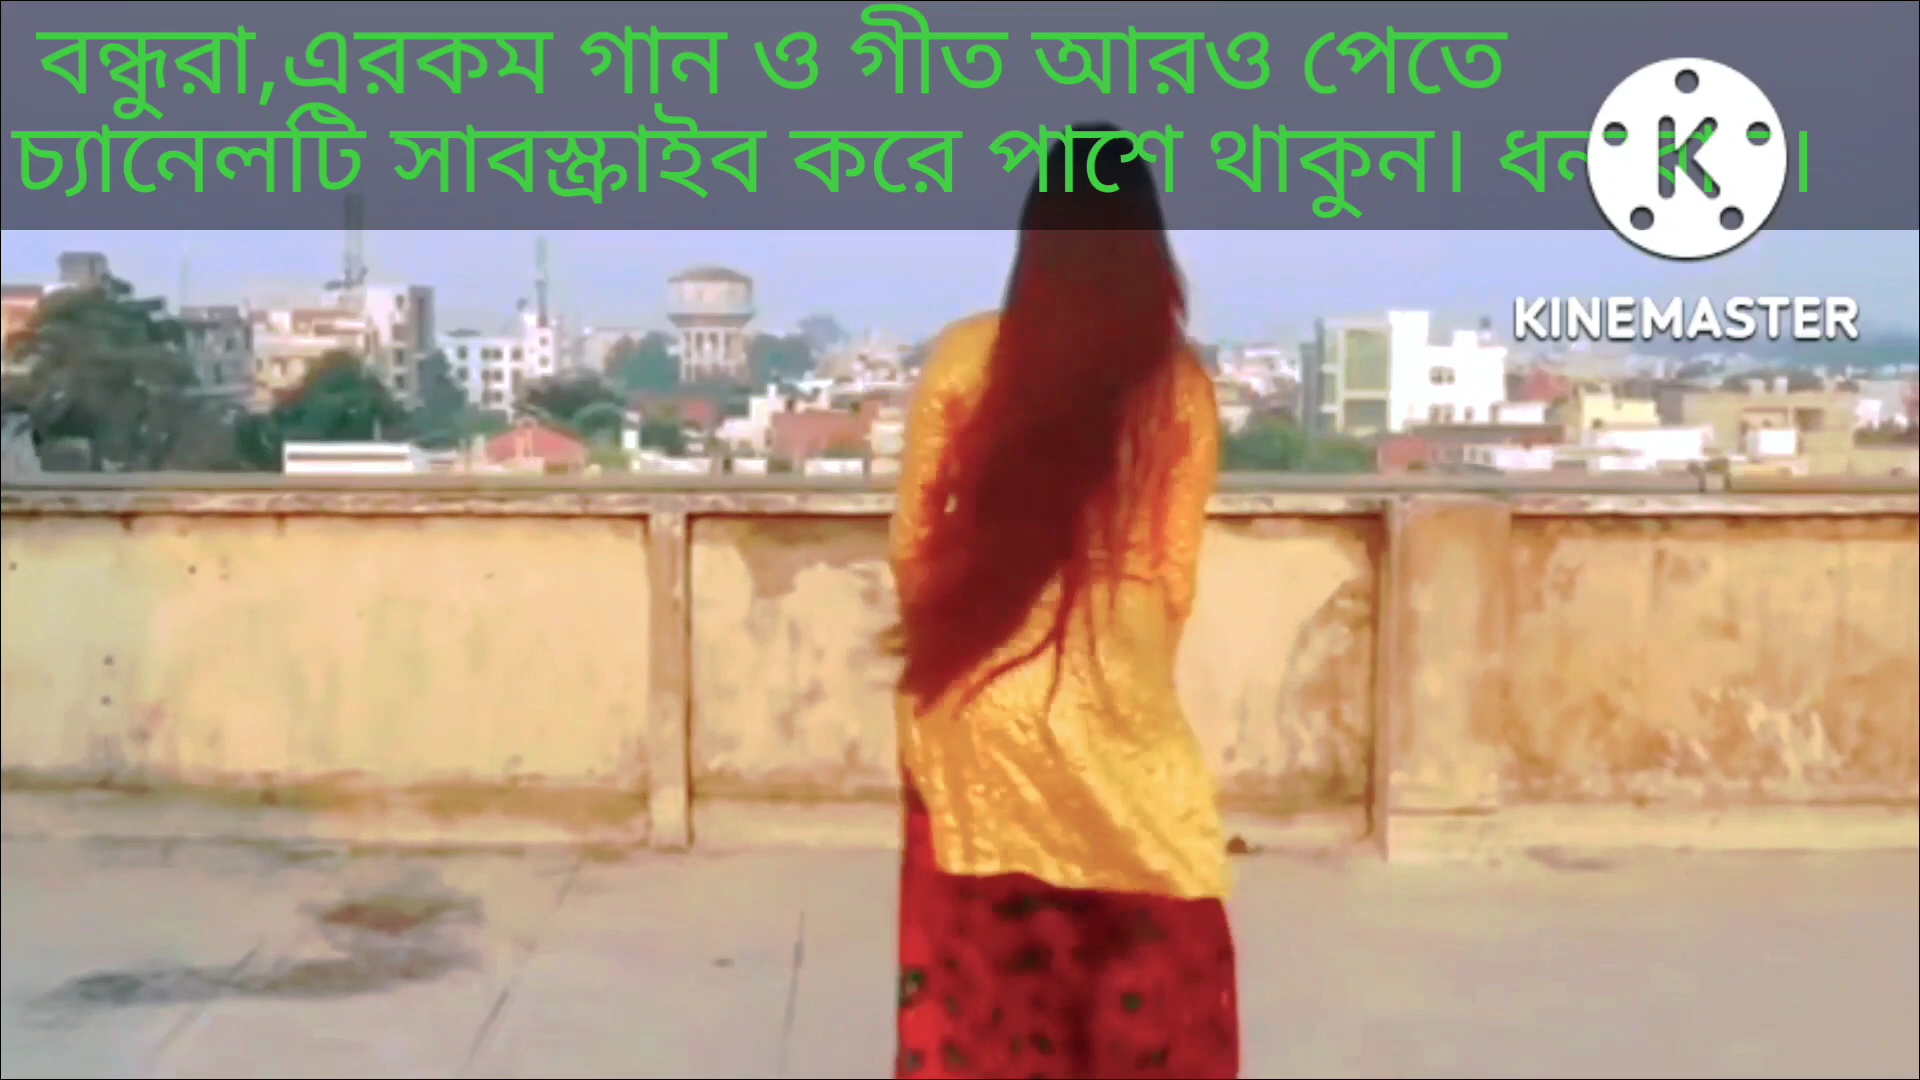 বন্ধুরা,এরকম গান ও গীত আরও পেতে
চ্যানেলটি সাবস্ক্রাইব করে পাশে থাকুন। 
K
KINEMASTER